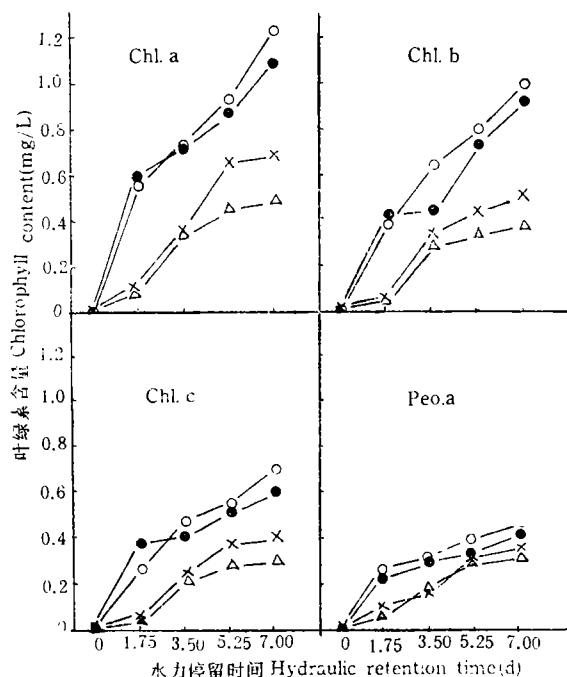 叶绿素含量 Chlorophyll content(mg/L)
1.2
1.0
0.8
0.6
0.4
0.2
0
Chl. a
Chl. b
1.2
1.0
0.8
0.6
0.4
0.2
0
Chl. c
Peo.a
0 1.75 3.50 5.25 7.00
0 1.75 3.50 5.25 7.00
水力停留时间 Hydraulic retention time(d)